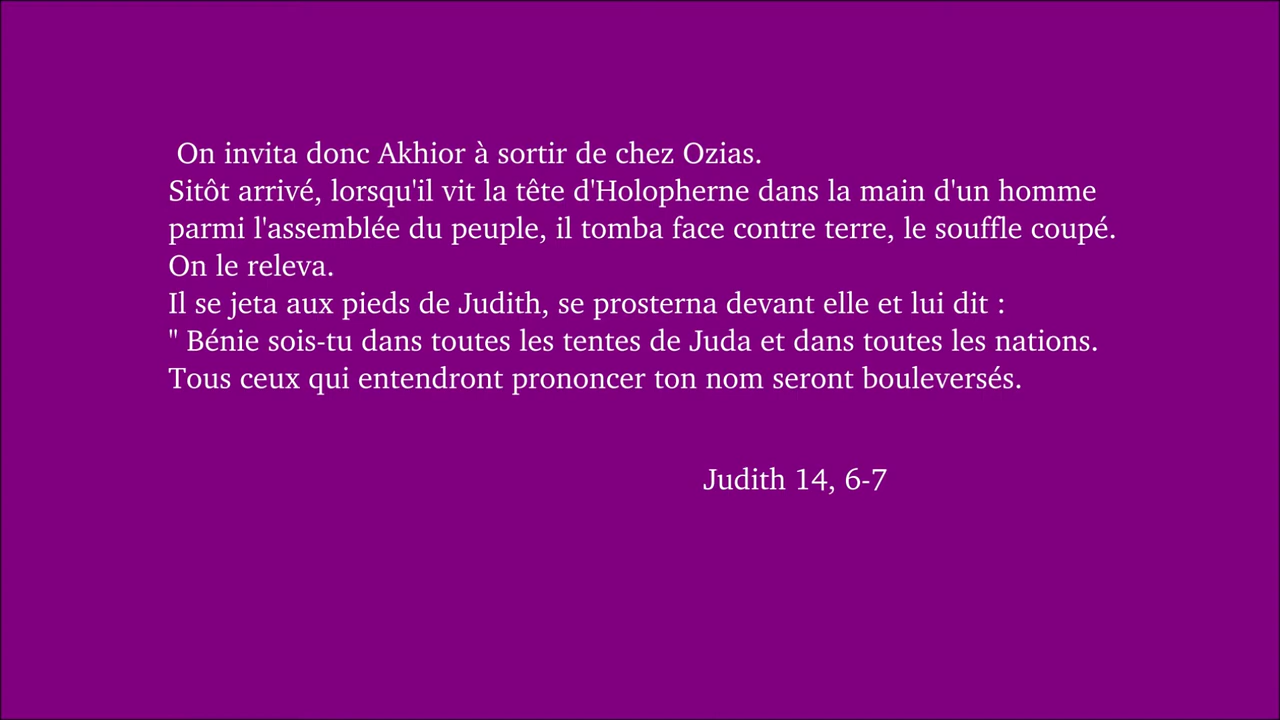 On invita donc Akhior à sortir de chez Ozias.
Sitôt arrivé, lorsqu'il vit la tête d'Holopherne dans la main d'un homme
parmi l'assemblée du peuple, il tomba face contre terre, le souffle coupé.
On le releva.
Il se jeta aux pieds de Judith, se prosterna devant elle et lui dit :
" Bénie sois-tu dans toutes les tentes de Juda et dans toutes les nations.
Tous ceux qui entendront prononcer ton nom seront bouleversés.
Judith 14, 6-7